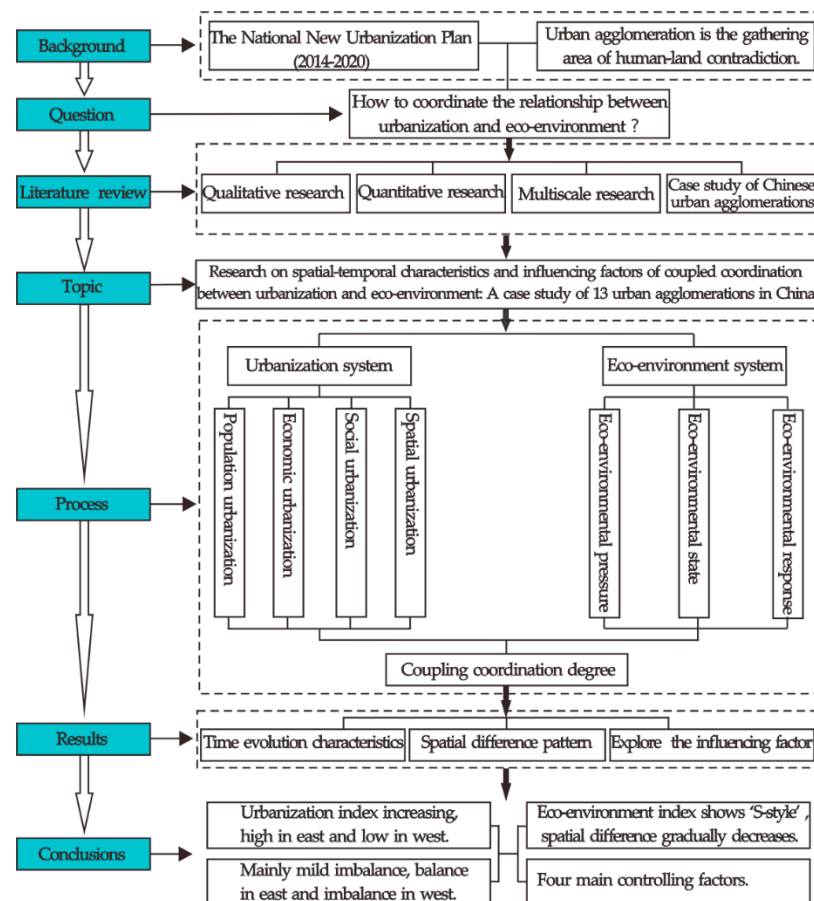 Background
The National New Urbanization Plan
(2014-2020)
Urban agglomeration is the gathering
area of human-land contradiction.
Question
How to coordinate the relationship between
urbanization and eco-environment ?
Literature review
Qualitative research
Quantitative research
Multiscale research
Case study of Chinese
urban agglomerations
Topic
Research on spatial-temporal characteristics and influencing factors of coupled coordination
between urbanization and eco-environment: A case study of 13 urban agglomerations in China
Process
Urbanization system
Eco-environment system
Population urbanization
Economic urbanization
Social urbanization
Spatial urbanization
Eco-environmental pressure
Eco-environmental state
Eco-environmental response
Coupling coordination degree
Results
Time evolution characteristics
Spatial difference pattern
Explore the influencing factor
Conclusions
Urbanization index increasing,
high in east and low in west.
Eco-environment index shows 'S-style' ,
spatial difference gradually decreases.
Mainly mild imbalance, balance
in east and imbalance in west.
Four main controlling factors.